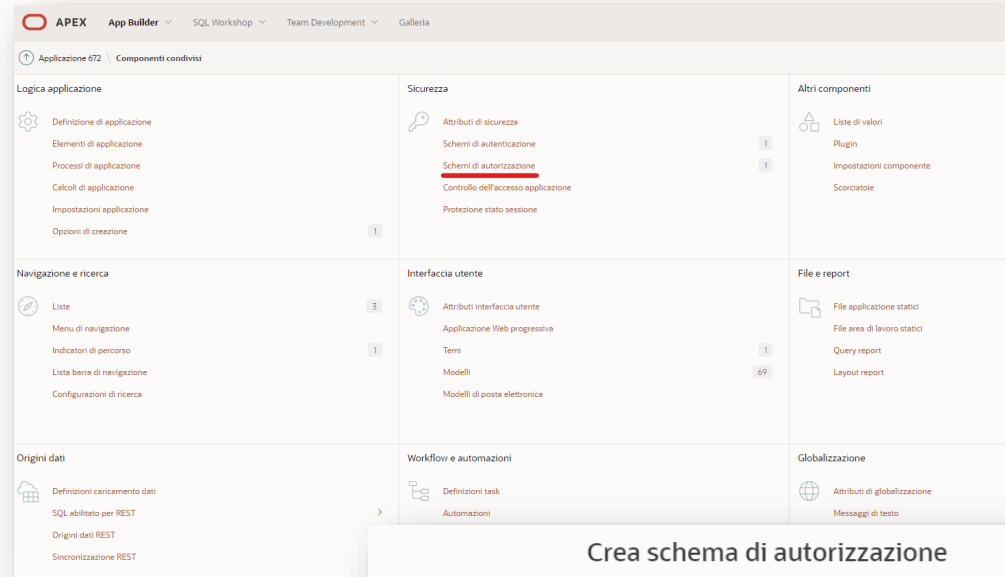 APEX App Builder SQL Workshop Team Development Galleria
Applicazione 672 \ Componenti condivisi
Logica applicazione
Definizione di applicazione
Elementi di applicazione
Processi di applicazione
Calcoli di applicazione
Impostazioni applicazione
Opzioni di creazione 1
Sicurezza
Attributi di sicurezza
Schemi di autenticazione 1
Schemi di autorizzazione 1
Controllo dell'accesso applicazione
Protezione stato sessione
Altri componenti
Liste di valori
Plugin
Impostazioni componente
Scorciatoie
Navigazione e ricerca
Liste 3
Menu di navigazione
Indicatori di percorso 1
Lista barra di navigazione
Configurazioni di ricerca
Interfaccia utente
Attributi interfaccia utente
Applicazione Web progressiva
Temi 1
Modelli 69
Modelli di posta elettronica
File e report
File applicazione statici
File area di lavoro statici
Query report
Layout report
Origini dati
Definizioni caricamento dati
SQL abilitato per REST
Origini dati REST
Sincronizzazione REST
Workflow e automazioni
Definizioni task
Automazioni
Globalizzazione
Attributi di globalizzazione
Messaggi di testo
Crea schema di autorizzazione